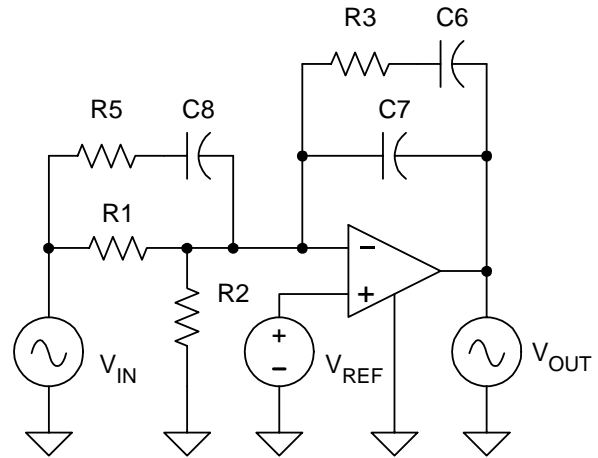 R3 C6
R5 C8 C7
R1
R2
−
+
+
−
V_IN V_REF V_OUT